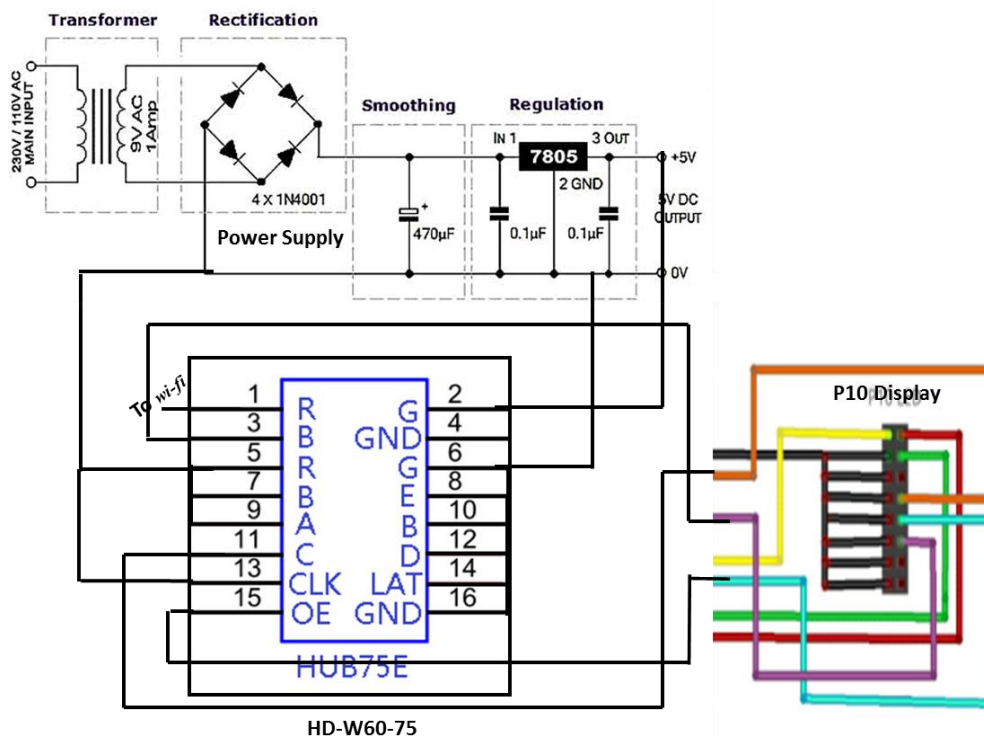 Transformer
Rectification
230V / 110V AC
MAIN INPUT
9V AC
1Amp
4 X 1N4001
Power Supply
Smoothing
+
470µF
Regulation
IN 1
7805
3 OUT
2 GND
0.1µF
0.1µF
+5V
5V DC
OUTPUT
0V
To wi-fi
1 R G 2
3 B GND 4
5 R G 6
7 B E 8
9 A B 10
11 C D 12
13 CLK LAT 14
15 OE GND 16
HUB75E
HD-W60-75
P10 Display